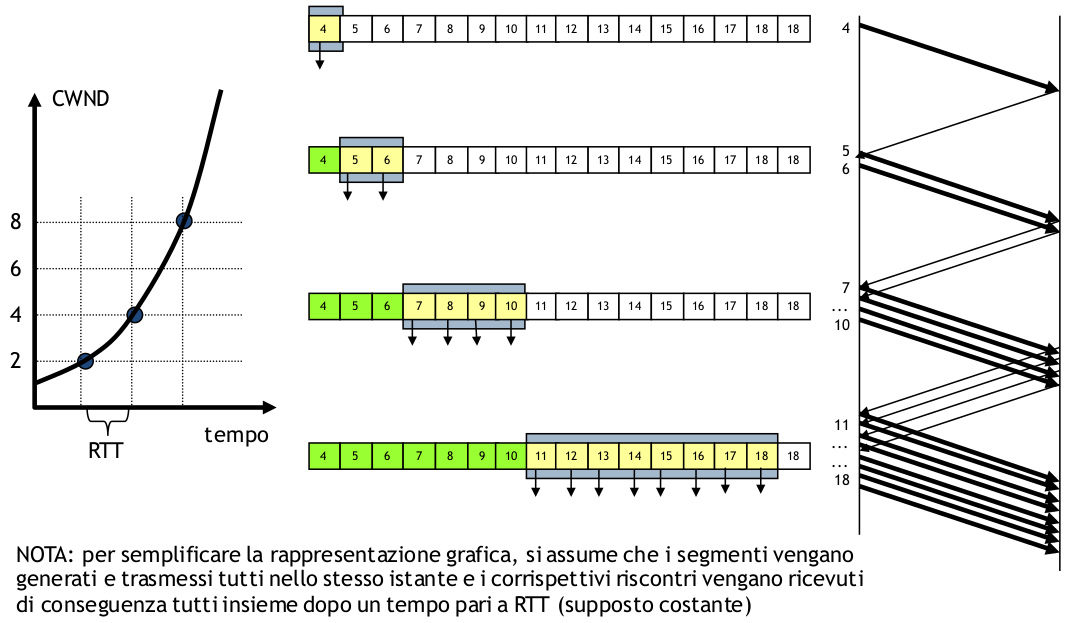 4 5 6 7 8 9 10 11 12 13 14 15 16 17 18 18
4
CWND
8
6
4
2
RTT
tempo
4 5 6 7 8 9 10 11 12 13 14 15 16 17 18 18
5
6
4 5 6 7 8 9 10 11 12 13 14 15 16 17 18 18
7
...
10
4 5 6 7 8 9 10 11 12 13 14 15 16 17 18 18
11
...
...
18
NOTA: per semplificare la rappresentazione grafica, si assume che i segmenti vengano
generati e trasmessi tutti nello stesso istante e i corrispettivi riscontri vengano ricevuti
di conseguenza tutti insieme dopo un tempo pari a RTT (supposto costante)